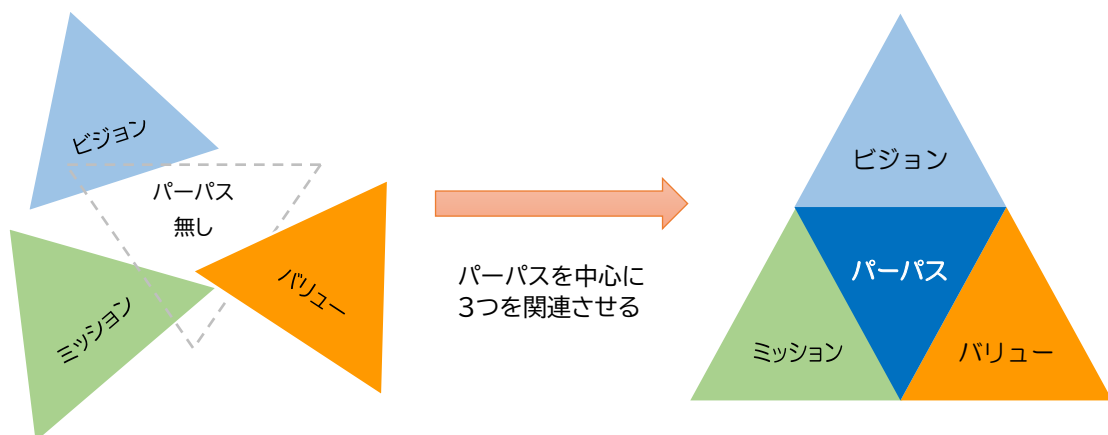 ビジョン
パーパス
無し
バリュー
ミッション
パーパスを中心に
3つを関連させる
ビジョン
パーパス
ミッション
バリュー